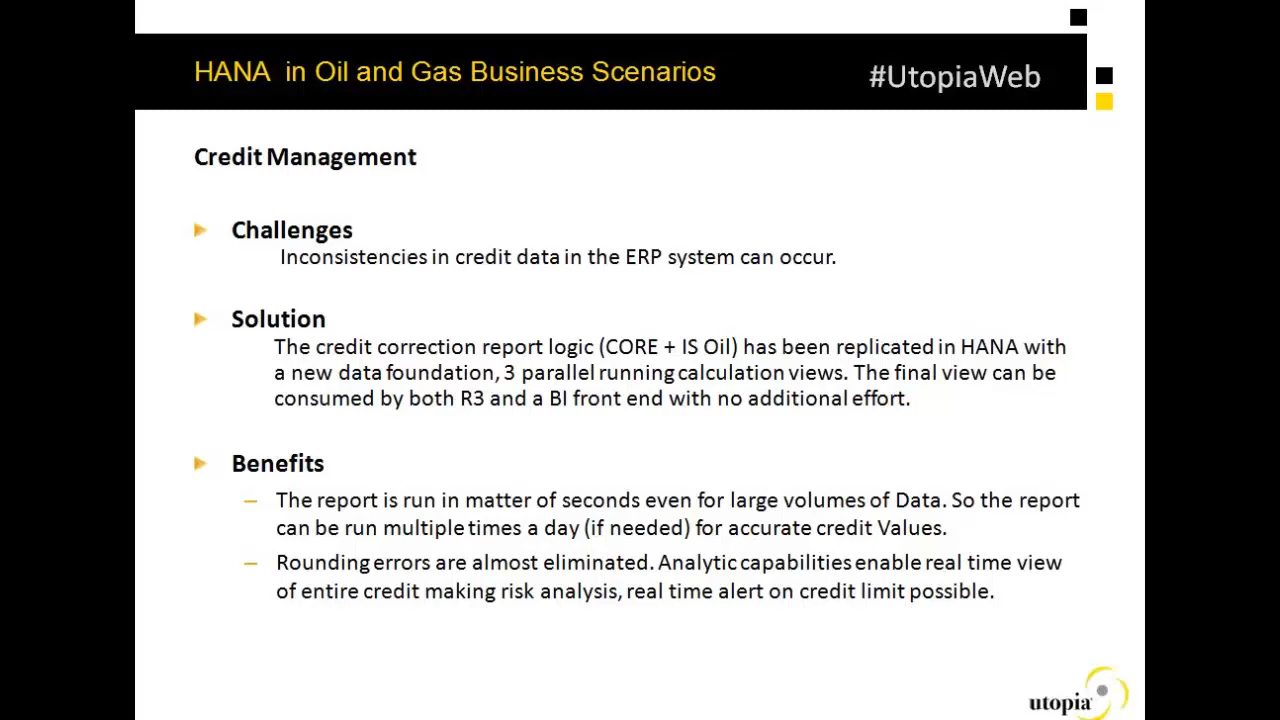 HANA in Oil and Gas Business Scenarios
#UtopiaWeb
Credit Management
Challenges
Inconsistencies in credit data in the ERP system can occur.
Solution
The credit correction report logic (CORE + IS Oil) has been replicated in HANA with
a new data foundation, 3 parallel running calculation views. The final view can be
consumed by both R3 and a BI front end with no additional effort.
Benefits
– The report is run in matter of seconds even for large volumes of Data. So the report
can be run multiple times a day (if needed) for accurate credit Values.
– Rounding errors are almost eliminated. Analytic capabilities enable real time view
of entire credit making risk analysis, real time alert on credit limit possible.
utopia